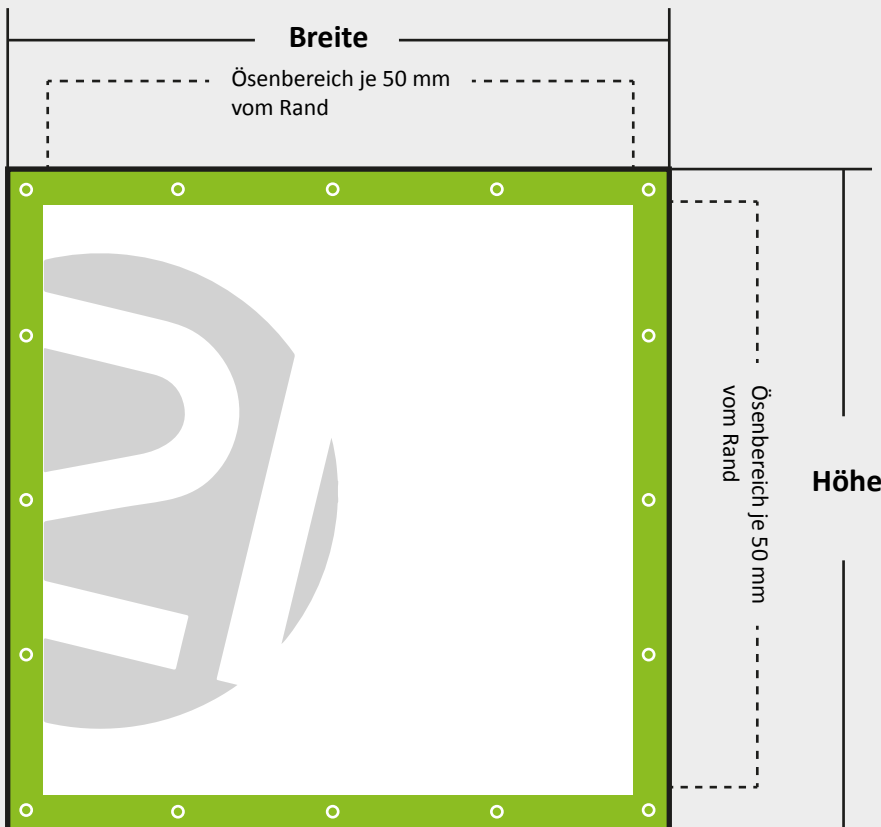 Breite
Ösenbereich je 50 mm
vom Rand
Ösenbereich je 50 mm
vom Rand
Höhe